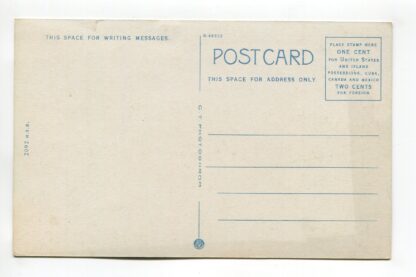 THIS SPACE FOR WRITING MESSAGES.
POSTCARD
THIS SPACE FOR ADDRESS ONLY.
PLACE STAMP HERE
ONE CENT
FOR UNITED STATES
AND ISLAND
POSSESSIONS, CUBA,
CANADA AND MEXICO
TWO CENTS
FOR FOREIGN